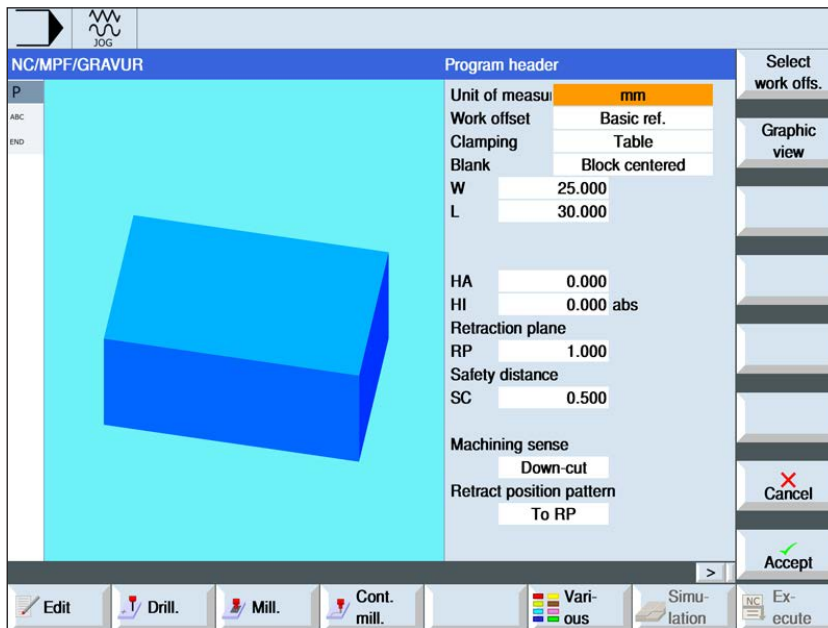 JOG
NC/MPF/GRAVUR
Program header
Select
work offs.
P
ABC
END
Unit of measu
mm
Work offset
Basic ref.
Clamping
Table
Blank
Block centered
W
25.000
L
30.000
HA
0.000
HI
0.000 abs
Retraction plane
RP
1.000
Safety distance
SC
0.500
Machining sense
Down-cut
Retract position pattern
To RP
Graphic
view
Cancel
Accept
>
Edit
Drill.
Mill.
Cont.
mill.
Vari-
ous
Simu-
lation
NC
Ex-
ecute